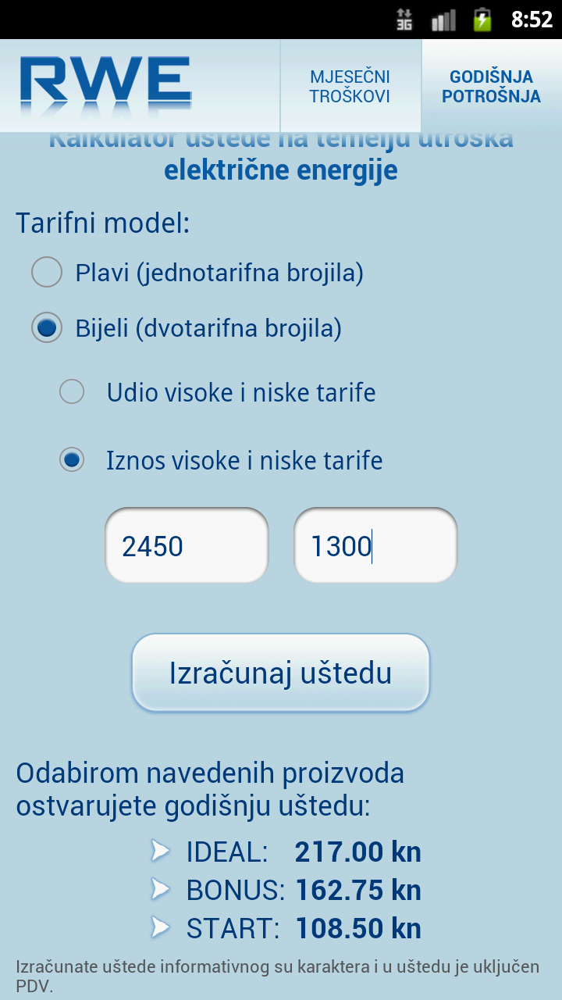 3G 8:52
RWE
MJESEČNI
TROŠKOVI
GODIŠNJA
POTROŠNJA
Kalkulator uštede na temelju utroška
električne energije
Tarifni model:
Plavi (jednotarifna brojila)
Bijeli (dvotarifna brojila)
Udio visoke i niske tarife
Iznos visoke i niske tarife
2450 1300
Izračunaj uštedu
Odabirom navedenih proizvoda
ostvarujete godišnju uštedu:
IDEAL: 217.00 kn
BONUS: 162.75 kn
START: 108.50 kn
Izračunate uštede informativnog su karaktera i u uštedu je uključen
PDV.